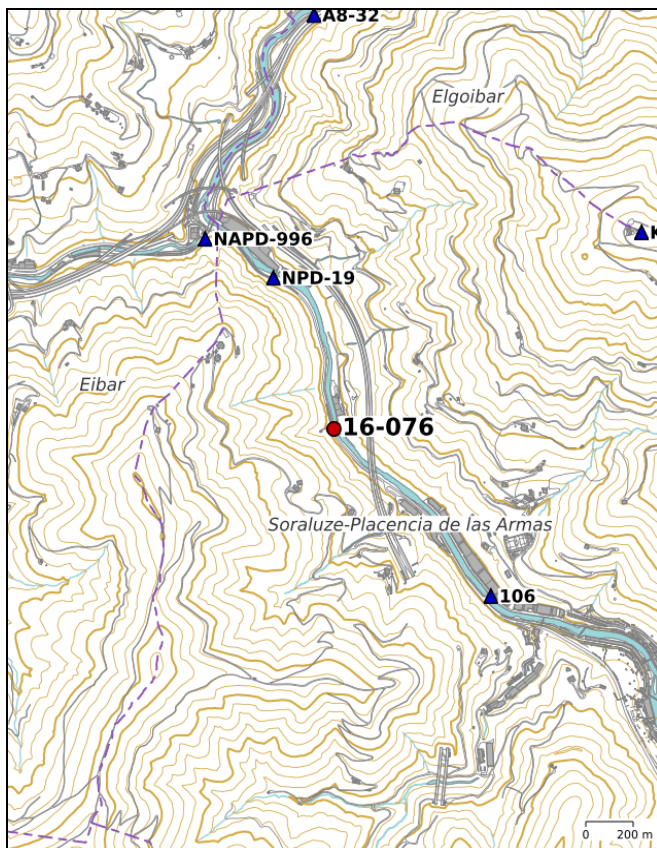 A8-32
Elgoibar
K
NAPD-996
NPD-19
Eibar
16-076
Soraluze-Placencia de las Armas
106
0 200 m